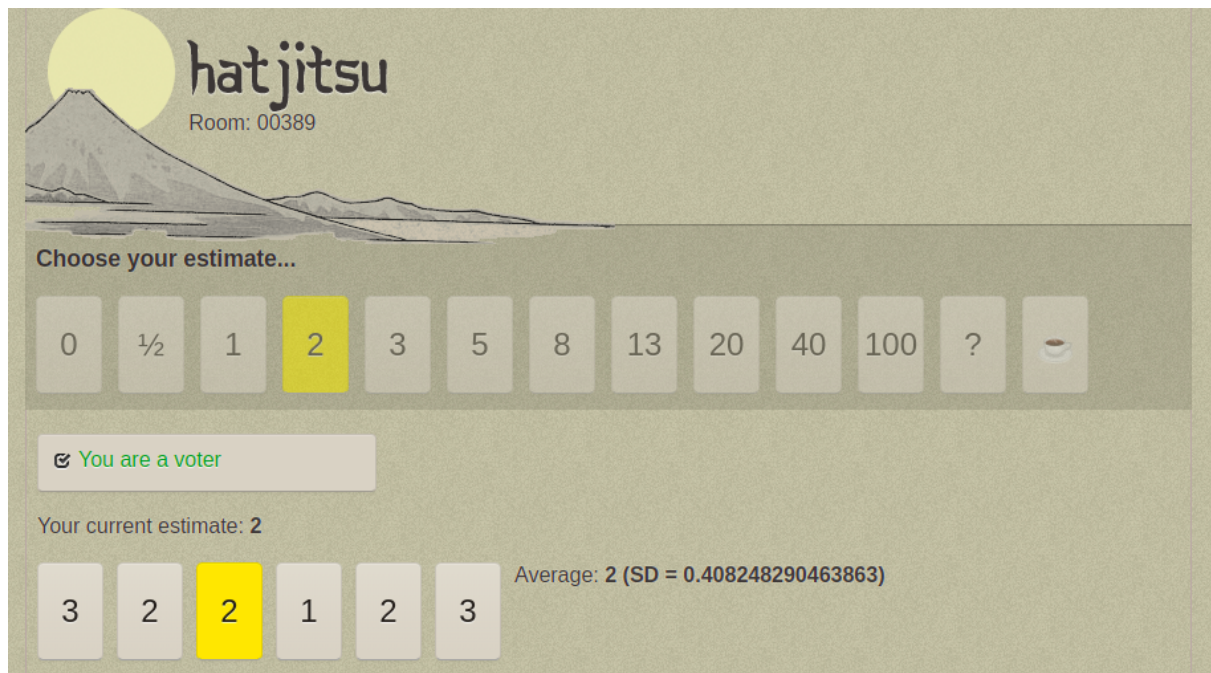 hatjitsu
Room: 00389
Choose your estimate...
0 ½ 1 2 3 5 8 13 20 40 100 ?
You are a voter
Your current estimate: 2
3 2 2 1 2 3 Average: 2 (SD = 0.408248290463863)